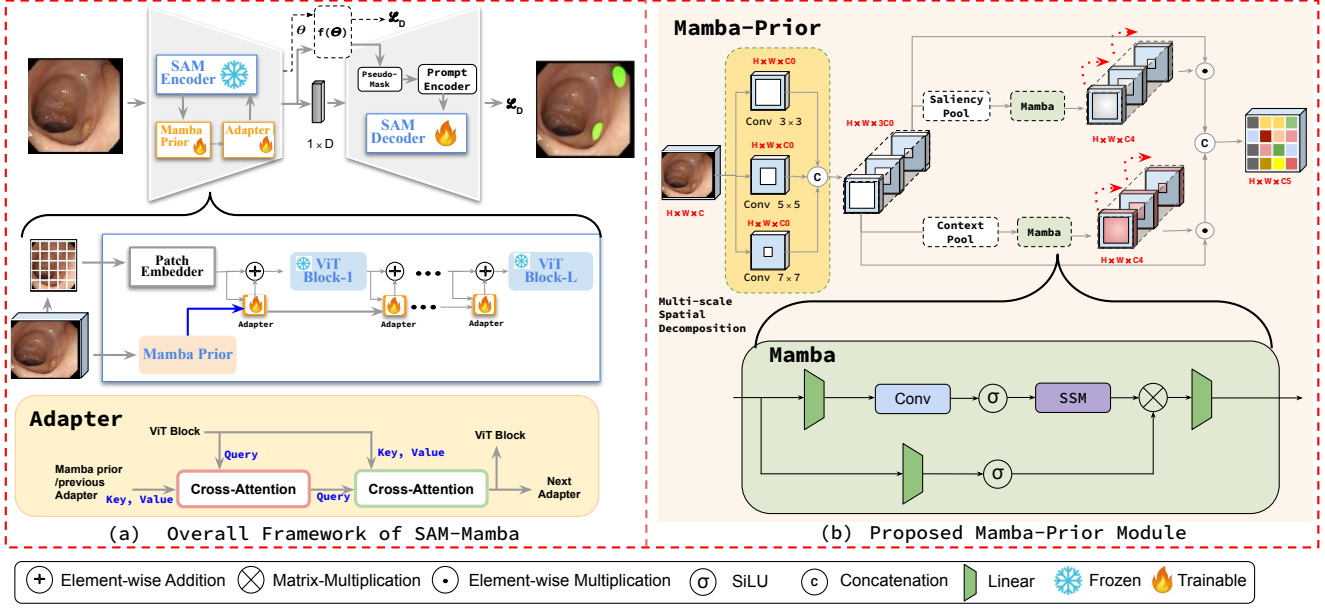 SAM
Encoder
Mamba
Prior
Adapter
Θ
f(Θ)
ℒD
1 × D
Pseudo-
Mask
Prompt
Encoder
SAM
Decoder
ℒD
Patch
Embedder
ViT
Block-1
ViT
Block-L
Adapter
Adapter
Adapter
Mamba Prior
Adapter
ViT Block
ViT Block
Query
Key, Value
Mamba prior
/previous
Adapter
Key, Value
Cross-Attention
Query
Cross-Attention
Next
Adapter
(a) Overall Framework of SAM-Mamba
Mamba-Prior
H×W×C
H×W×C0
Conv 3×3
H×W×C0
Conv 5×5
H×W×C0
Conv 7×7
Multi-scale
Spatial
Decomposition
C
H×W×3C0
Saliency
Pool
Mamba
H×W×C4
Context
Pool
Mamba
H×W×C4
C
H×W×C5
Mamba
Conv
σ
SSM
σ
(b) Proposed Mamba-Prior Module
Element-wise Addition
Matrix-Multiplication
Element-wise Multiplication
σ SiLU
c Concatenation
Linear
Frozen
Trainable